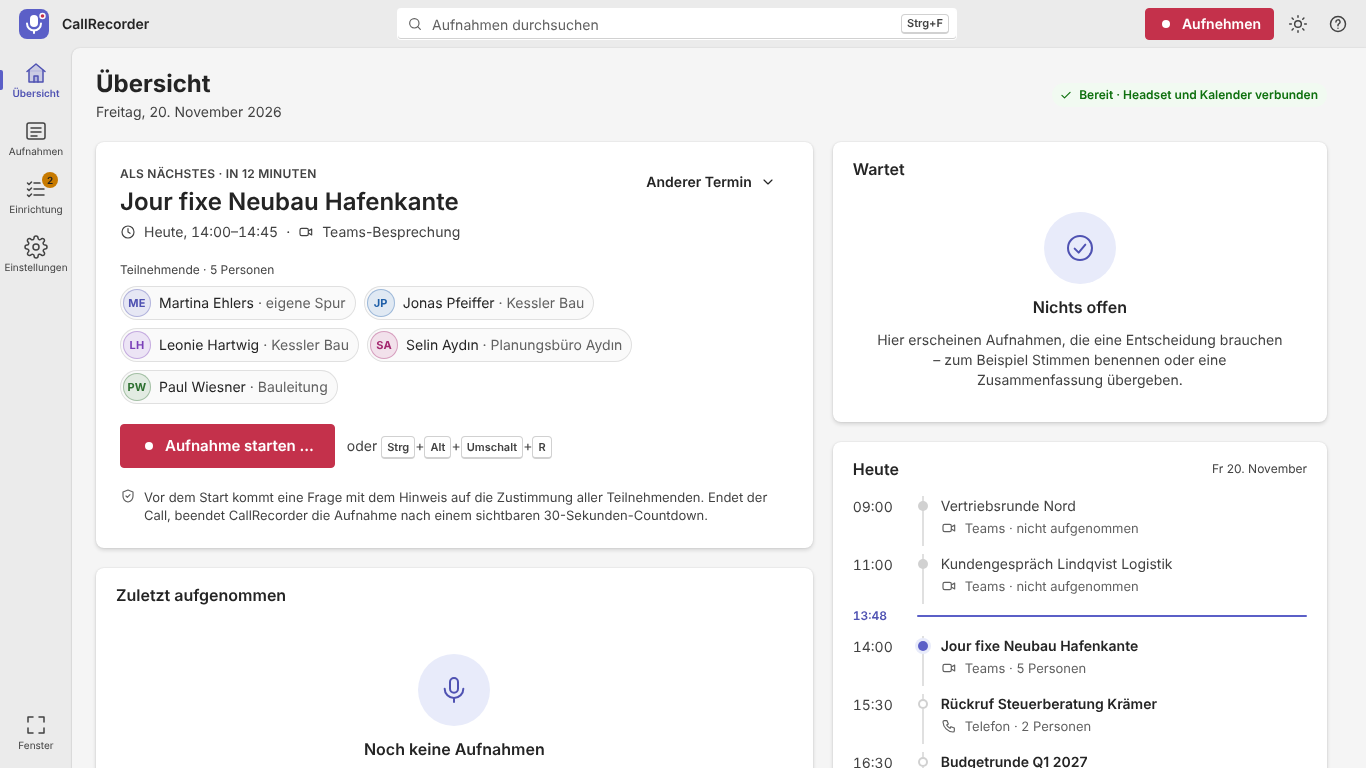 CallRecorder
Aufnahmen durchsuchen
Strg+F
Aufnehmen
Übersicht
Aufnahmen
2
Einrichtung
Einstellungen
Fenster
Übersicht
Freitag, 20. November 2026
Bereit · Headset und Kalender verbunden
ALS NÄCHSTES · IN 12 MINUTEN
Jour fixe Neubau Hafenkante
Heute, 14:00–14:45 · Teams-Besprechung
Anderer Termin
Teilnehmende · 5 Personen
ME Martina Ehlers · eigene Spur
JP Jonas Pfeiffer · Kessler Bau
LH Leonie Hartwig · Kessler Bau
SA Selin Aydın · Planungsbüro Aydın
PW Paul Wiesner · Bauleitung
Aufnahme starten ...
oder Strg + Alt + Umschalt + R
Vor dem Start kommt eine Frage mit dem Hinweis auf die Zustimmung aller Teilnehmenden. Endet der
Call, beendet CallRecorder die Aufnahme nach einem sichtbaren 30-Sekunden-Countdown.
Zuletzt aufgenommen
Noch keine Aufnahmen
Wartet
Nichts offen
Hier erscheinen Aufnahmen, die eine Entscheidung brauchen
– zum Beispiel Stimmen benennen oder eine
Zusammenfassung übergeben.
Heute
Fr 20. November
09:00 Vertriebsrunde Nord
Teams · nicht aufgenommen
11:00 Kundengespräch Lindqvist Logistik
Teams · nicht aufgenommen
13:48
14:00 Jour fixe Neubau Hafenkante
Teams · 5 Personen
15:30 Rückruf Steuerberatung Krämer
Telefon · 2 Personen
16:30 Budgetrunde Q1 2027